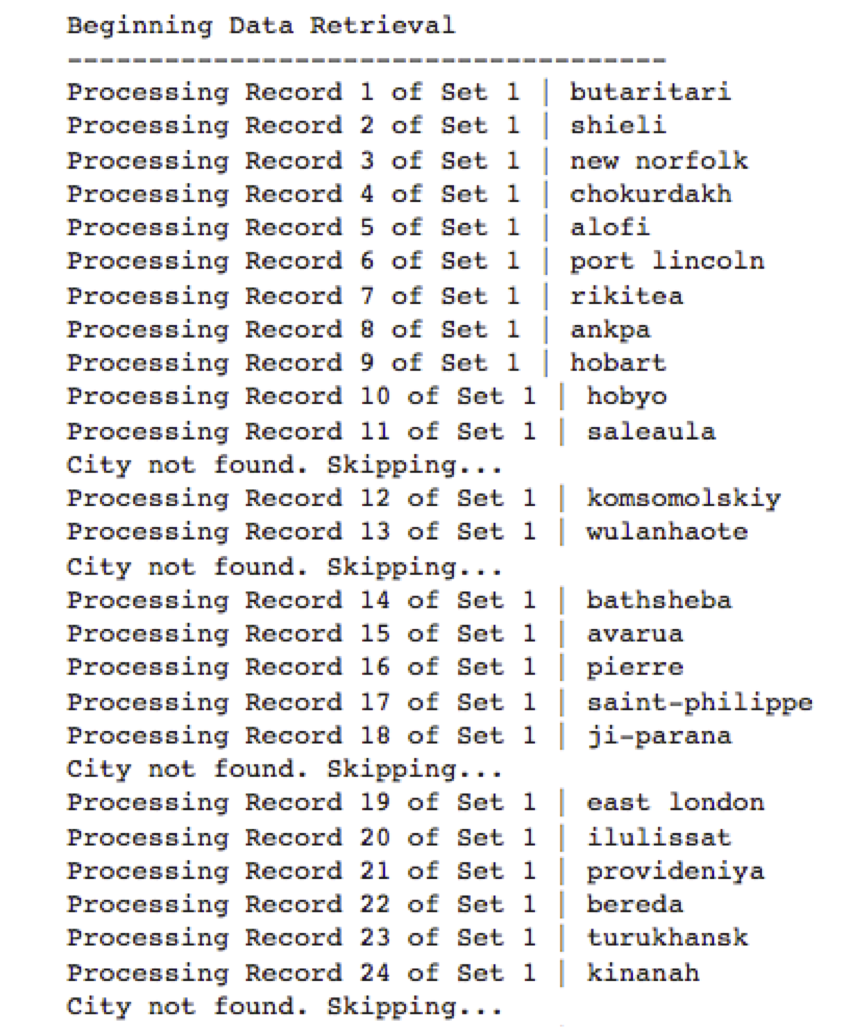 Beginning Data Retrieval
-------------------------------------
Processing Record 1 of Set 1 | butaritari
Processing Record 2 of Set 1 | shieli
Processing Record 3 of Set 1 | new norfolk
Processing Record 4 of Set 1 | chokurdakh
Processing Record 5 of Set 1 | alofi
Processing Record 6 of Set 1 | port lincoln
Processing Record 7 of Set 1 | rikitea
Processing Record 8 of Set 1 | ankpa
Processing Record 9 of Set 1 | hobart
Processing Record 10 of Set 1 | hobyo
Processing Record 11 of Set 1 | saleaula
City not found. Skipping...
Processing Record 12 of Set 1 | komsomolskiy
Processing Record 13 of Set 1 | wulanhaote
City not found. Skipping...
Processing Record 14 of Set 1 | bathsheba
Processing Record 15 of Set 1 | avarua
Processing Record 16 of Set 1 | pierre
Processing Record 17 of Set 1 | saint-philippe
Processing Record 18 of Set 1 | ji-parana
City not found. Skipping...
Processing Record 19 of Set 1 | east london
Processing Record 20 of Set 1 | ilulissat
Processing Record 21 of Set 1 | provideniya
Processing Record 22 of Set 1 | bereda
Processing Record 23 of Set 1 | turukhansk
Processing Record 24 of Set 1 | kinanah
City not found. Skipping...